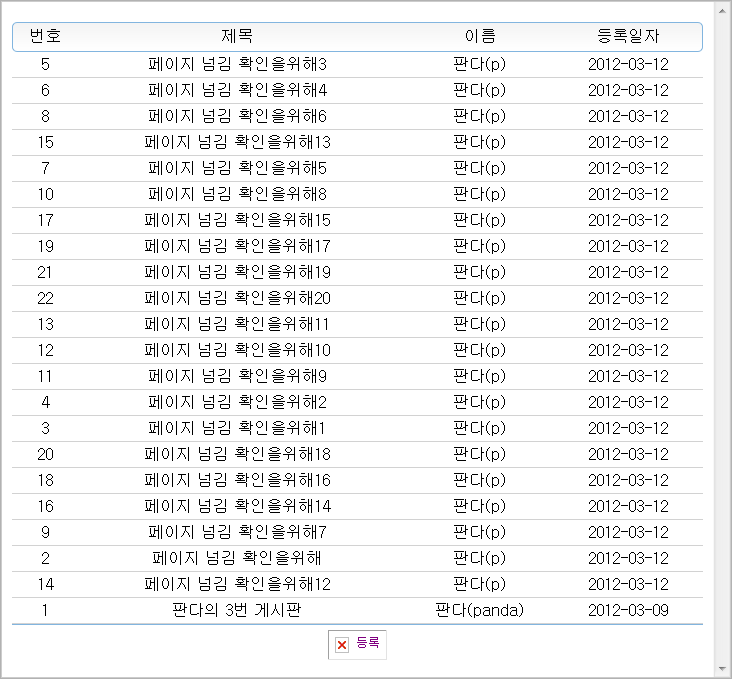 번호 제목 이름 등록일자
5 페이지 넘김 확인을위해3 판다(p) 2012-03-12
6 페이지 넘김 확인을위해4 판다(p) 2012-03-12
8 페이지 넘김 확인을위해6 판다(p) 2012-03-12
15 페이지 넘김 확인을위해13 판다(p) 2012-03-12
7 페이지 넘김 확인을위해5 판다(p) 2012-03-12
10 페이지 넘김 확인을위해8 판다(p) 2012-03-12
17 페이지 넘김 확인을위해15 판다(p) 2012-03-12
19 페이지 넘김 확인을위해17 판다(p) 2012-03-12
21 페이지 넘김 확인을위해19 판다(p) 2012-03-12
22 페이지 넘김 확인을위해20 판다(p) 2012-03-12
13 페이지 넘김 확인을위해11 판다(p) 2012-03-12
12 페이지 넘김 확인을위해10 판다(p) 2012-03-12
11 페이지 넘김 확인을위해9 판다(p) 2012-03-12
4 페이지 넘김 확인을위해2 판다(p) 2012-03-12
3 페이지 넘김 확인을위해1 판다(p) 2012-03-12
20 페이지 넘김 확인을위해18 판다(p) 2012-03-12
18 페이지 넘김 확인을위해16 판다(p) 2012-03-12
16 페이지 넘김 확인을위해14 판다(p) 2012-03-12
9 페이지 넘김 확인을위해7 판다(p) 2012-03-12
2 페이지 넘김 확인을위해 판다(p) 2012-03-12
14 페이지 넘김 확인을위해12 판다(p) 2012-03-12
1 판다의 3번 게시판 판다(panda) 2012-03-09
등록